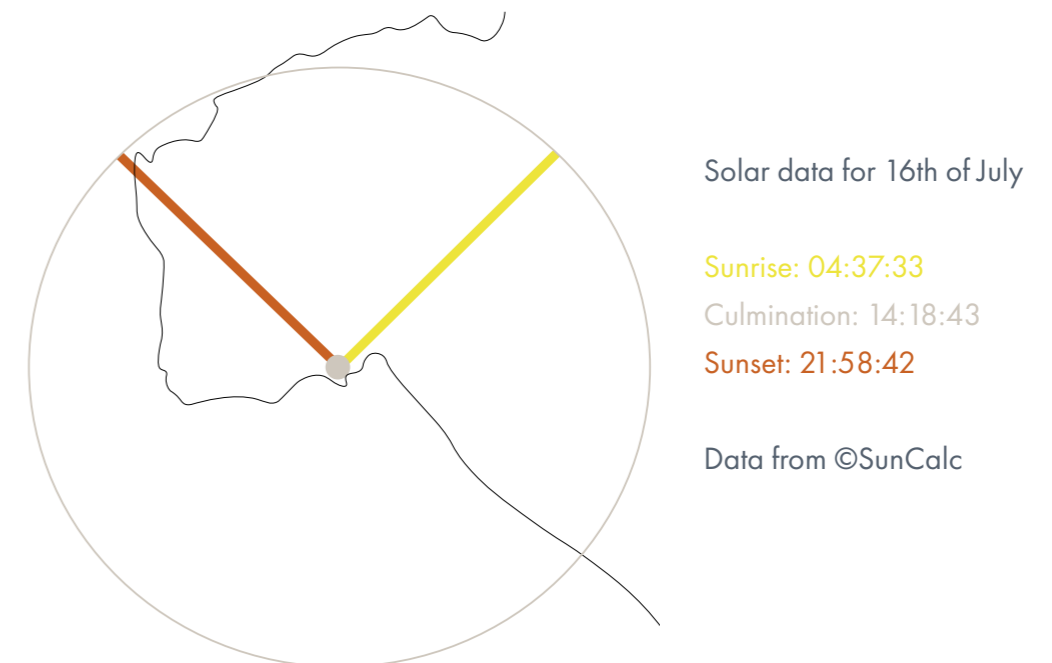 Solar data for 16th of July
Sunrise: 04:37:33
Culmination: 14:18:43
Sunset: 21:58:42
Data from ©SunCalc